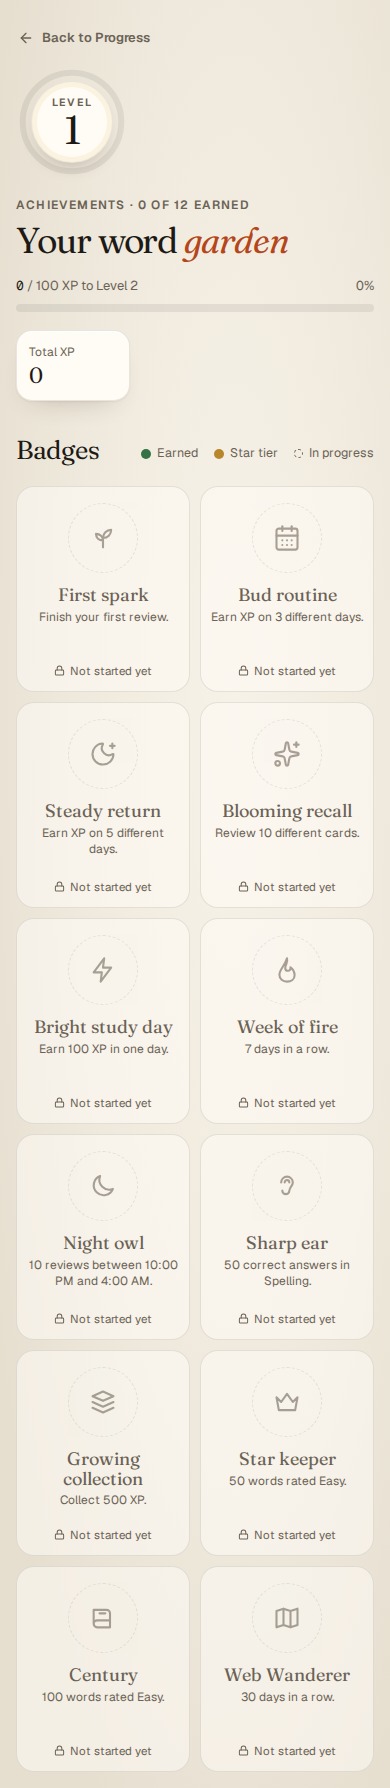 Back to Progress
LEVEL
1
ACHIEVEMENTS · 0 OF 12 EARNED
Your word garden
0 / 100 XP to Level 2
0%
Total XP
0
Badges
Earned
Star tier
In progress
First spark
Finish your first review.
Not started yet
Bud routine
Earn XP on 3 different days.
Not started yet
Steady return
Earn XP on 5 different
days.
Not started yet
Blooming recall
Review 10 different cards.
Not started yet
Bright study day
Earn 100 XP in one day.
Not started yet
Week of fire
7 days in a row.
Not started yet
Night owl
10 reviews between 10:00
PM and 4:00 AM.
Not started yet
Sharp ear
50 correct answers in
Spelling.
Not started yet
Growing
collection
Collect 500 XP.
Not started yet
Star keeper
50 words rated Easy.
Not started yet
Century
100 words rated Easy.
Not started yet
Web Wanderer
30 days in a row.
Not started yet